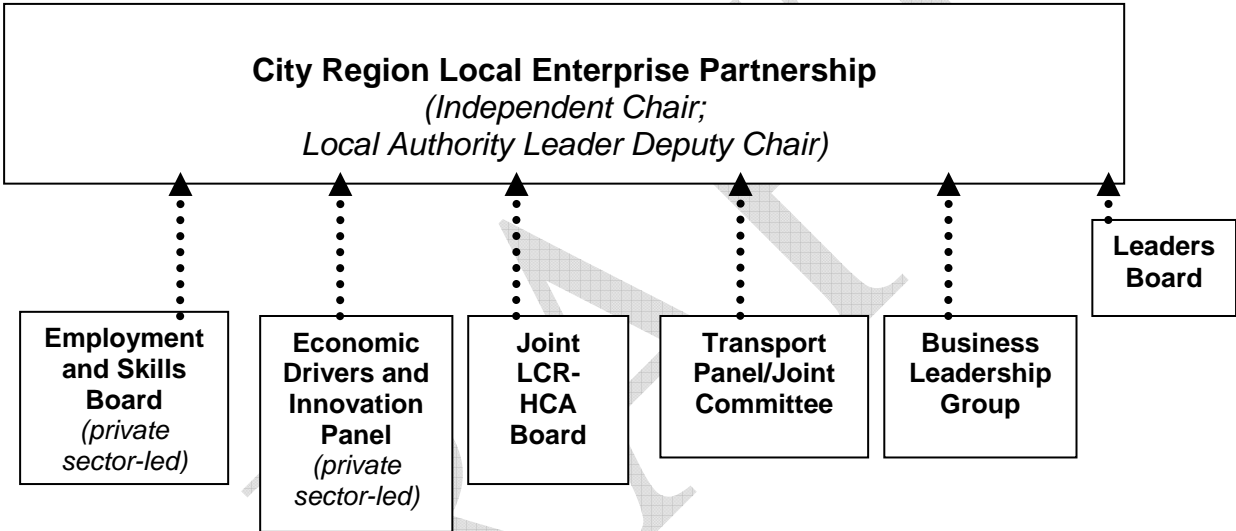 City Region Local Enterprise Partnership
(Independent Chair;
Local Authority Leader Deputy Chair)
Leaders
Board
Employment
and Skills
Board
(private
sector-led)
Economic
Drivers and
Innovation
Panel
(private
sector-led)
Joint
LCR-
HCA
Board
Transport
Panel/Joint
Committee
Business
Leadership
Group